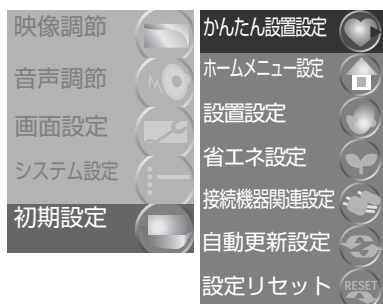 映像調節
音声調節
画面設定
システム設定
初期設定
かんたん設置設定
ホームメニュー設定
設置設定
省エネ設定
接続機器関連設定
自動更新設定
設定リセット
RESET